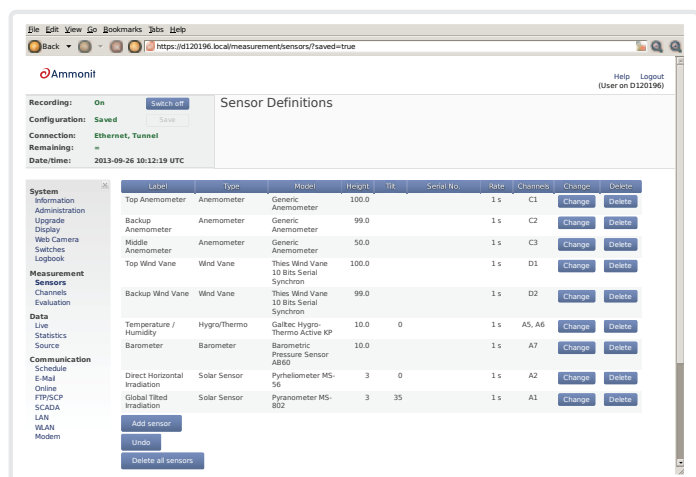 File Edit View Go Bookmarks Tabs Help
Back https://d120196.local/measurement/sensors/?saved=true
Ammonit
Help Logout
(User on D120196)
Recording: On Switch off
Configuration: Saved Save
Connection: Ethernet, Tunnel
Remaining: ∞
Date/time: 2013-09-26 10:12:19 UTC
Sensor Definitions
System
Information
Administration
Upgrade
Display
Web Camera
Switches
Logbook
Measurement
Sensors
Channels
Evaluation
Data
Live
Statistics
Source
Communication
Schedule
E-Mail
Online
FTP/SCP
SCADA
LAN
WLAN
Modem
Label Type Model Height Tilt Serial No. Rate Channels Change Delete
Top Anemometer Anemometer Generic 100.0 1 s C1 Change Delete
Anemometer
Backup Anemometer Generic 99.0 1 s C2 Change Delete
Anemometer Anemometer
Middle Anemometer Generic 50.0 1 s C3 Change Delete
Anemometer Anemometer
Top Wind Vane Wind Vane Thies Wind Vane 100.0 1 s D1 Change Delete
10 Bits Serial
Synchron
Backup Wind Vane Wind Vane Thies Wind Vane 99.0 1 s D2 Change Delete
10 Bits Serial
Synchron
Temperature / Hygro/Thermo Galltec Hygro- 10.0 0 1 s A5, A6 Change Delete
Humidity Thermo Active KP
Barometer Barometer Barometric 10.0 1 s A7 Change Delete
Pressure Sensor
AB60
Direct Horizontal Solar Sensor Pyrheliometer MS- 3 0 1 s A2 Change Delete
Irradiation 56
Global Tilted Solar Sensor Pyranometer MS- 3 35 1 s A1 Change Delete
Irradiation 802
Add sensor
Undo
Delete all sensors